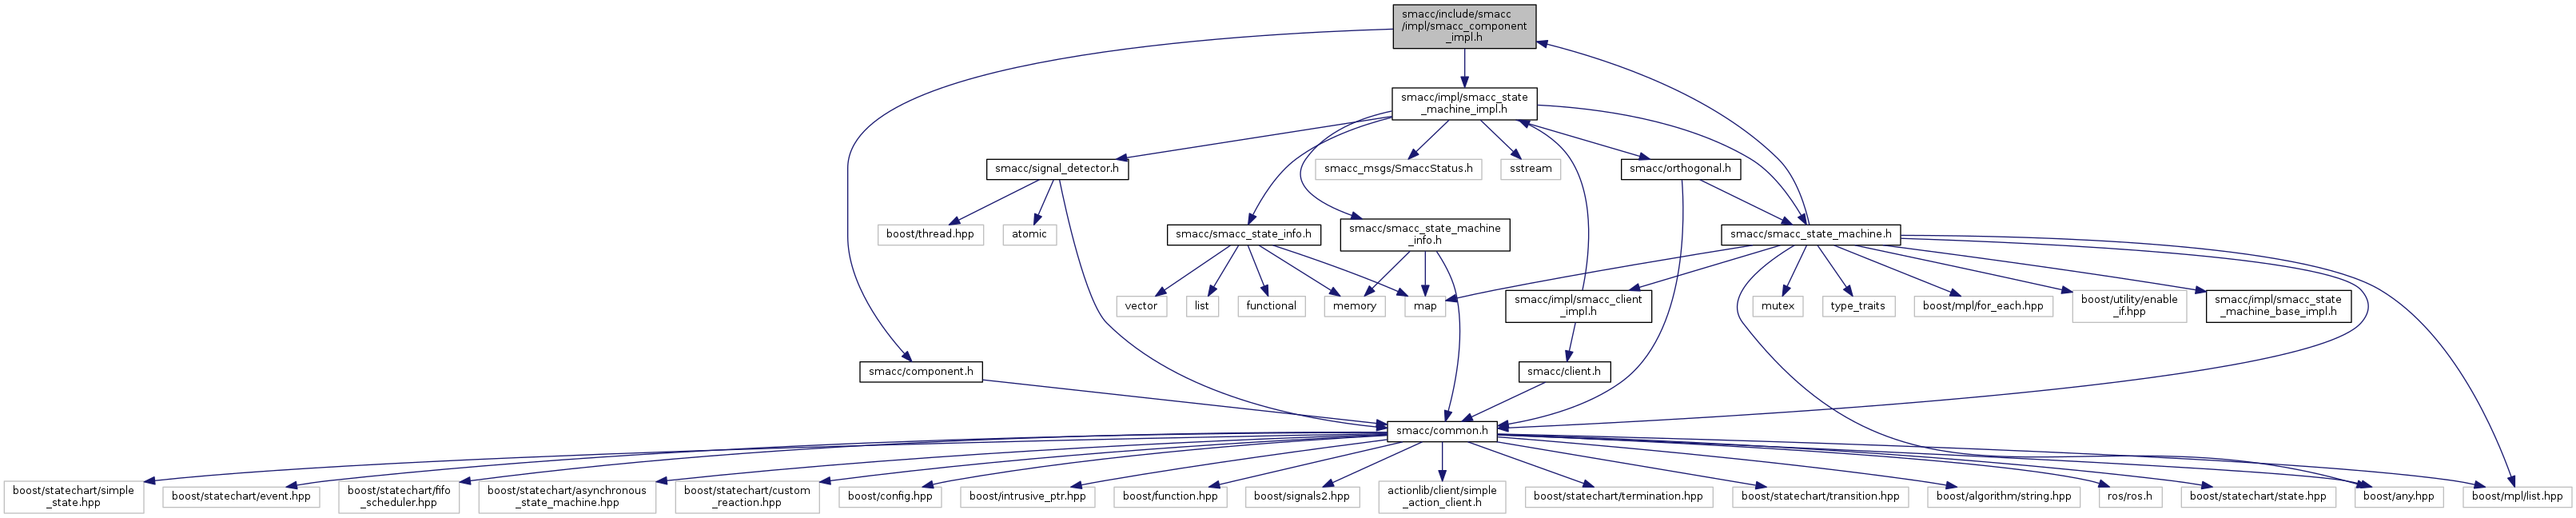 smacc/include/smacc
/impl/smacc_component
_impl.h
smacc/impl/smacc_state
_machine_impl.h
smacc/signal_detector.h
smacc_msgs/SmaccStatus.h
sstream
smacc/orthogonal.h
boost/thread.hpp
atomic
smacc/smacc_state_info.h
smacc/smacc_state_machine
_info.h
smacc/smacc_state_machine.h
vector
list
functional
memory
map
smacc/impl/smacc_client
_impl.h
mutex
type_traits
boost/mpl/for_each.hpp
boost/utility/enable
_if.hpp
smacc/impl/smacc_state
_machine_base_impl.h
smacc/component.h
smacc/client.h
smacc/common.h
boost/statechart/simple
_state.hpp
boost/statechart/event.hpp
boost/statechart/fifo
_scheduler.hpp
boost/statechart/asynchronous
_state_machine.hpp
boost/statechart/custom
_reaction.hpp
boost/config.hpp
boost/intrusive_ptr.hpp
boost/function.hpp
boost/signals2.hpp
actionlib/client/simple
_action_client.h
boost/statechart/termination.hpp
boost/statechart/transition.hpp
boost/algorithm/string.hpp
ros/ros.h
boost/statechart/state.hpp
boost/any.hpp
boost/mpl/list.hpp